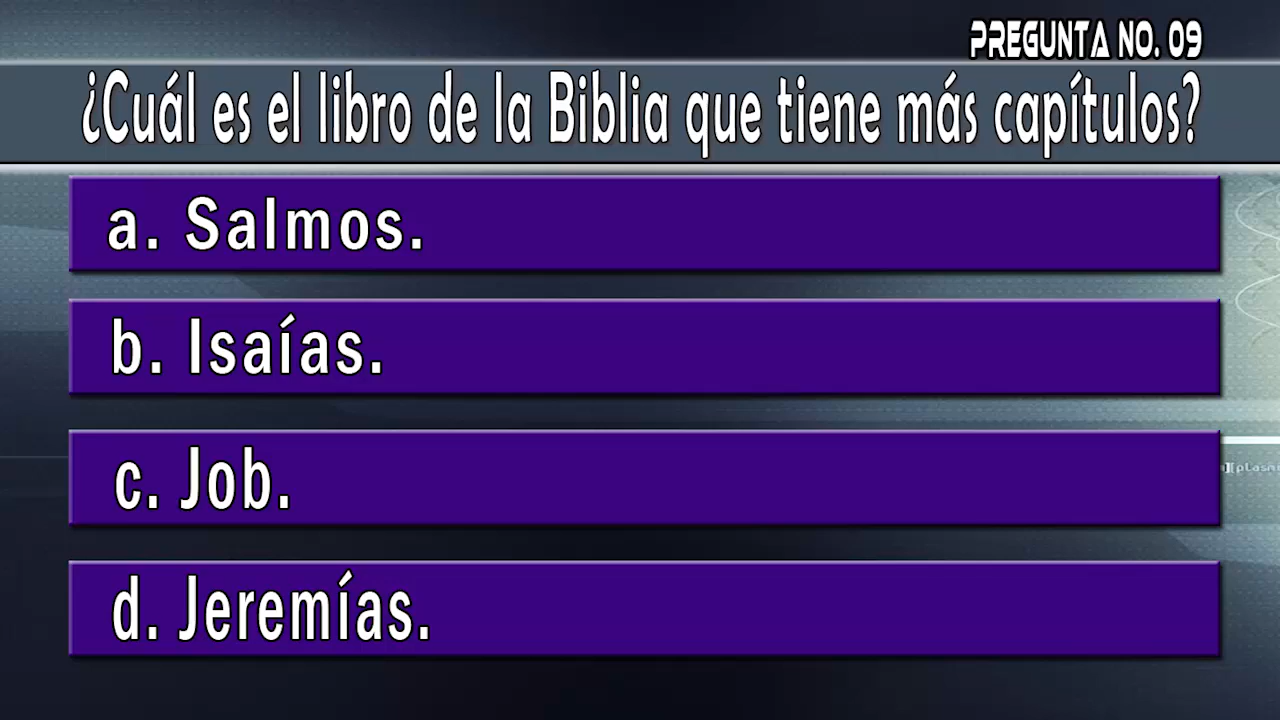 PREGUNTA NO. 09
¿Cuál es el libro de la Biblia que tiene más capítulos?
a. Salmos.
b. Isaías.
c. Job.
d. Jeremías.